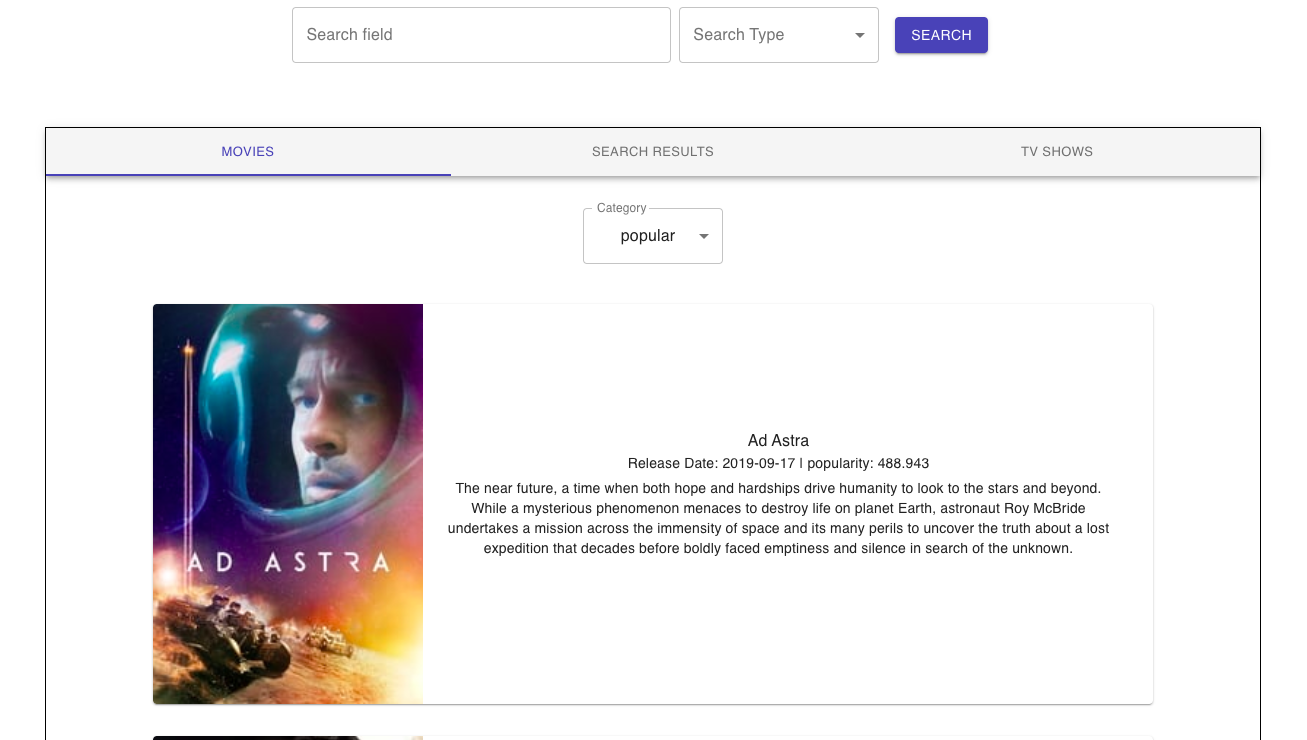 Search field
Search Type
SEARCH
MOVIES
SEARCH RESULTS
TV SHOWS
Category
popular
AD ASTRA
Ad Astra
Release Date: 2019-09-17 | popularity: 488.943
The near future, a time when both hope and hardships drive humanity to look to the stars and beyond.
While a mysterious phenomenon menaces to destroy life on planet Earth, astronaut Roy McBride
undertakes a mission across the immensity of space and its many perils to uncover the truth about a lost
expedition that decades before boldly faced emptiness and silence in search of the unknown.